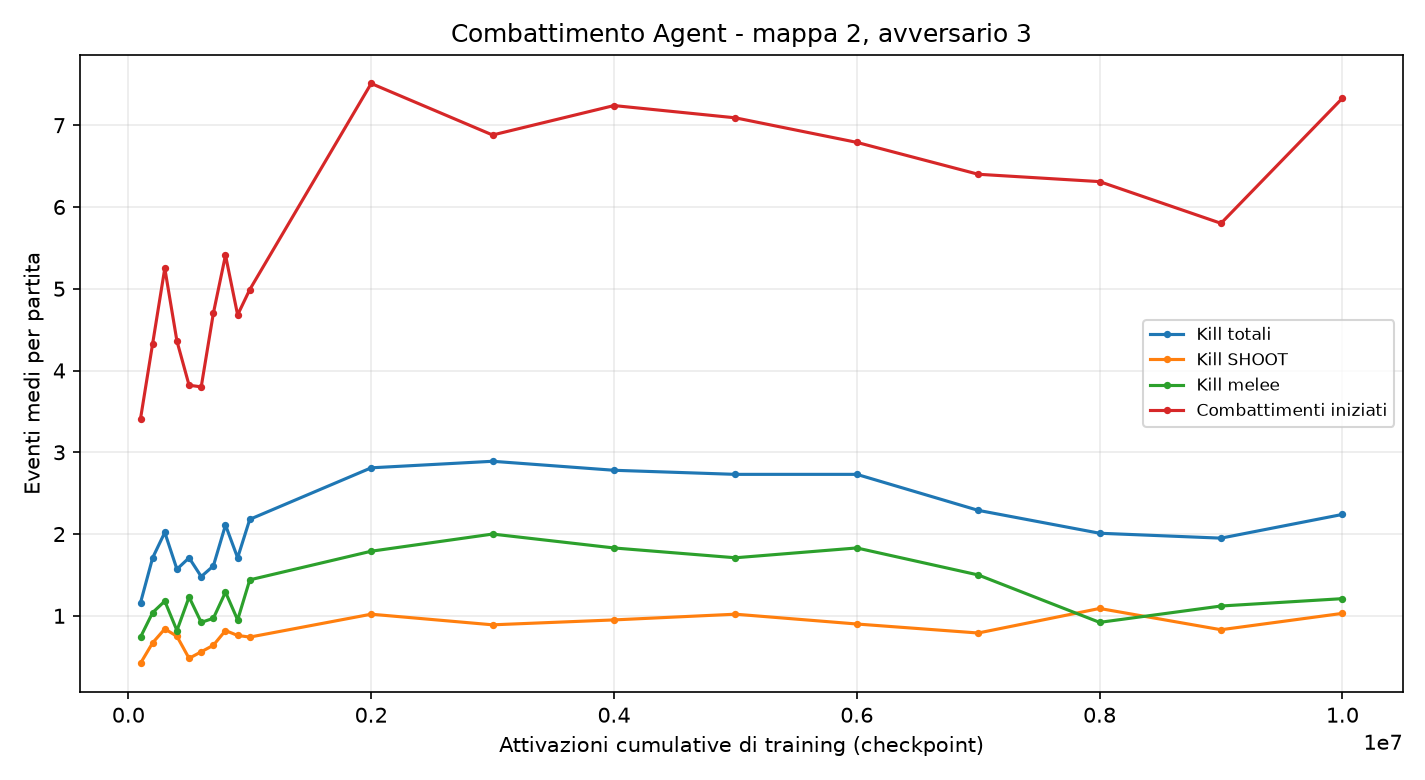 Combattimento Agent - mappa 2, avversario 3
Eventi medi per partita
7
6
5
4
3
2
1
Kill totali
Kill SHOOT
Kill melee
Combattimenti iniziati
0.0 0.2 0.4 0.6 0.8 1.0
1e7
Attivazioni cumulative di training (checkpoint)